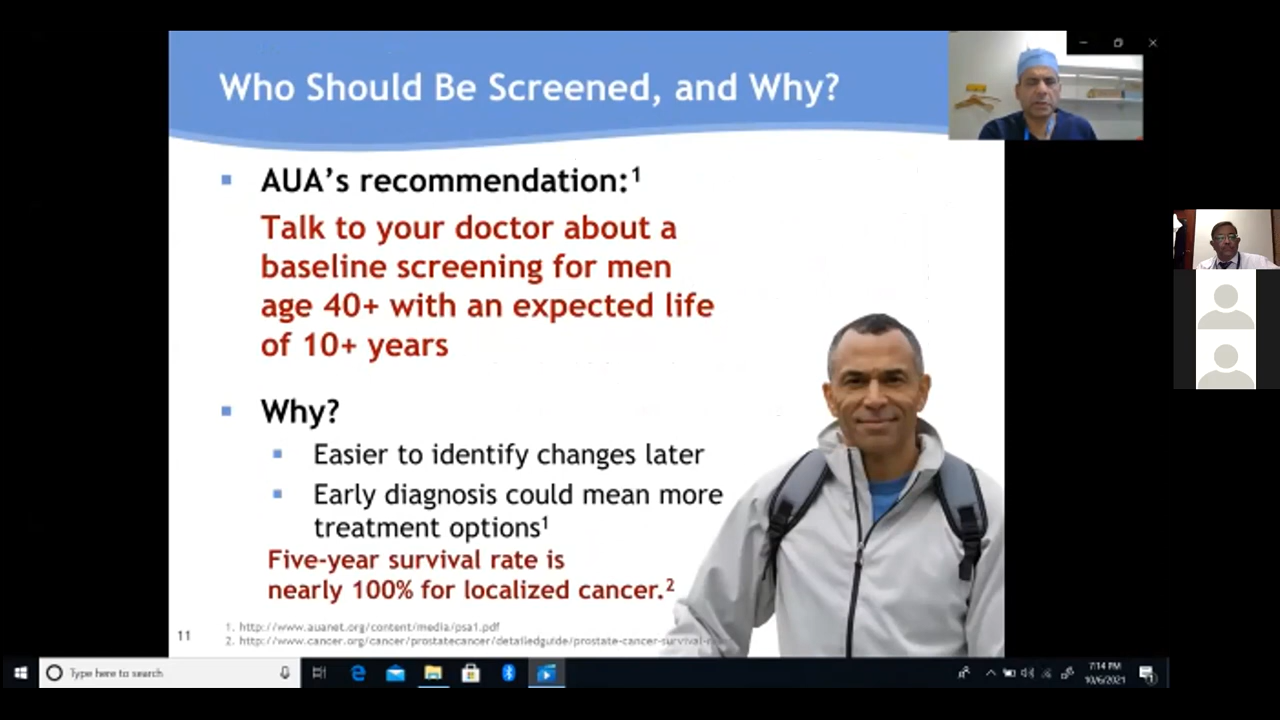 Who Should Be Screened, and Why?
▪ AUA's recommendation:¹
Talk to your doctor about a
baseline screening for men
age 40+ with an expected life
of 10+ years
▪ Why?
▪ Easier to identify changes later
▪ Early diagnosis could mean more
treatment options¹
Five-year survival rate is
nearly 100% for localized cancer.²
1. http://www.auanet.org/content/media/psa1.pdf
2. http://www.cancer.org/cancer/prostatecancer/detailedguide/prostate-cancer-survival-
11
Type here to search
7:14 PM
10/6/2021
1